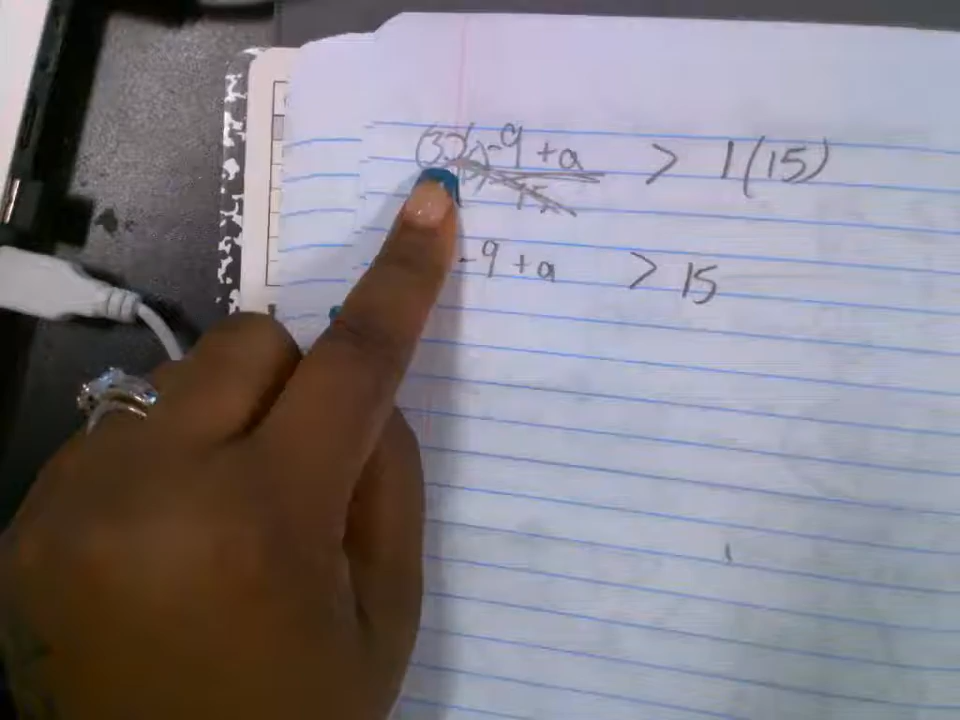 -9 + a > 1(15)
-9 + a > 15